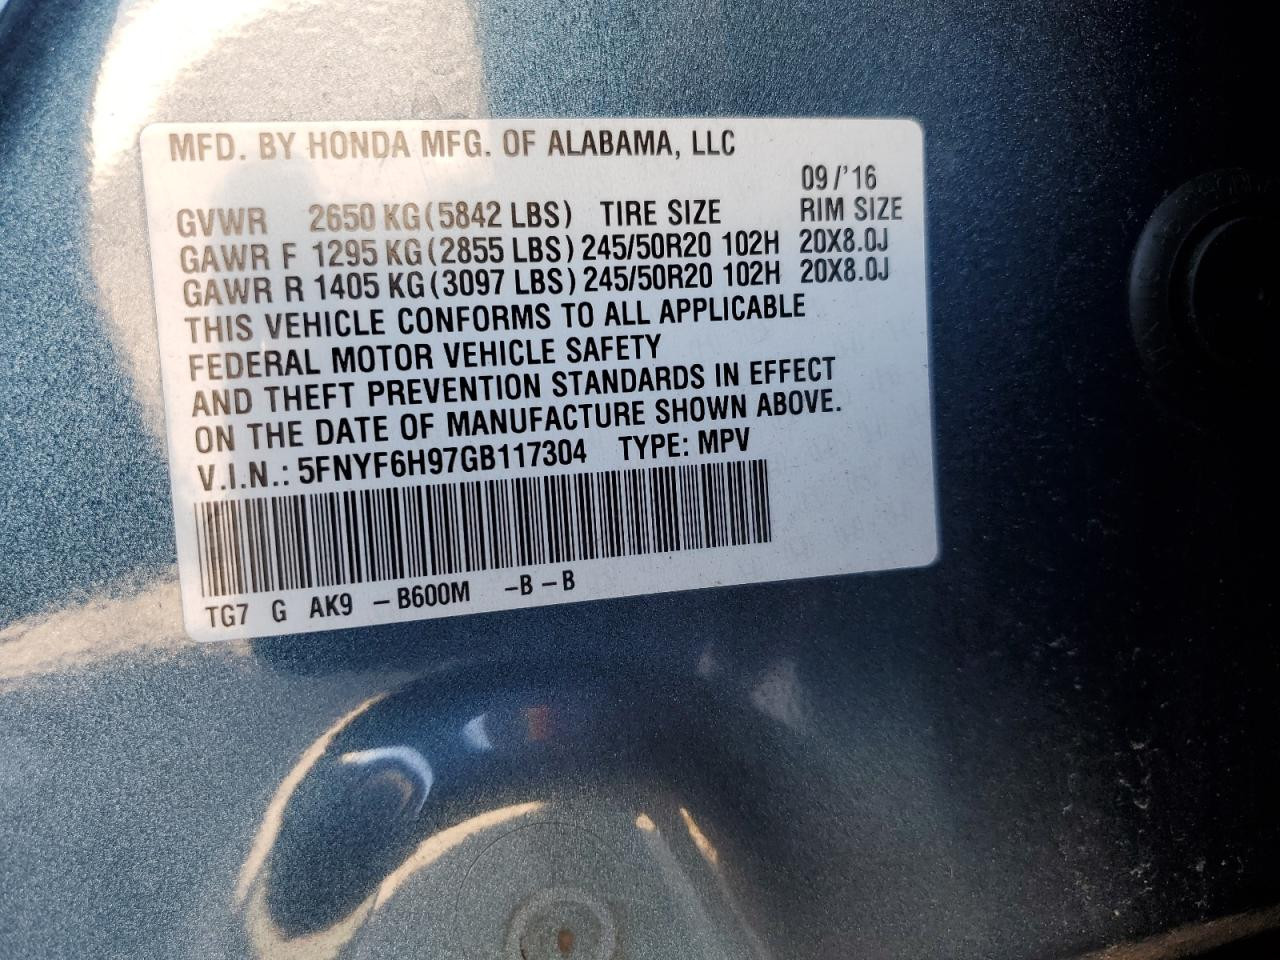 MFD. BY HONDA MFG. OF ALABAMA, LLC
09/'16
GVWR 2650 KG (5842 LBS) TIRE SIZE RIM SIZE
GAWR F 1295 KG (2855 LBS) 245/50R20 102H 20X8.0J
GAWR R 1405 KG (3097 LBS) 245/50R20 102H 20X8.0J
THIS VEHICLE CONFORMS TO ALL APPLICABLE
FEDERAL MOTOR VEHICLE SAFETY
AND THEFT PREVENTION STANDARDS IN EFFECT
ON THE DATE OF MANUFACTURE SHOWN ABOVE.
V.I.N.: 5FNYF6H97GB117304 TYPE: MPV
TG7 G AK9 –B600M –B–B